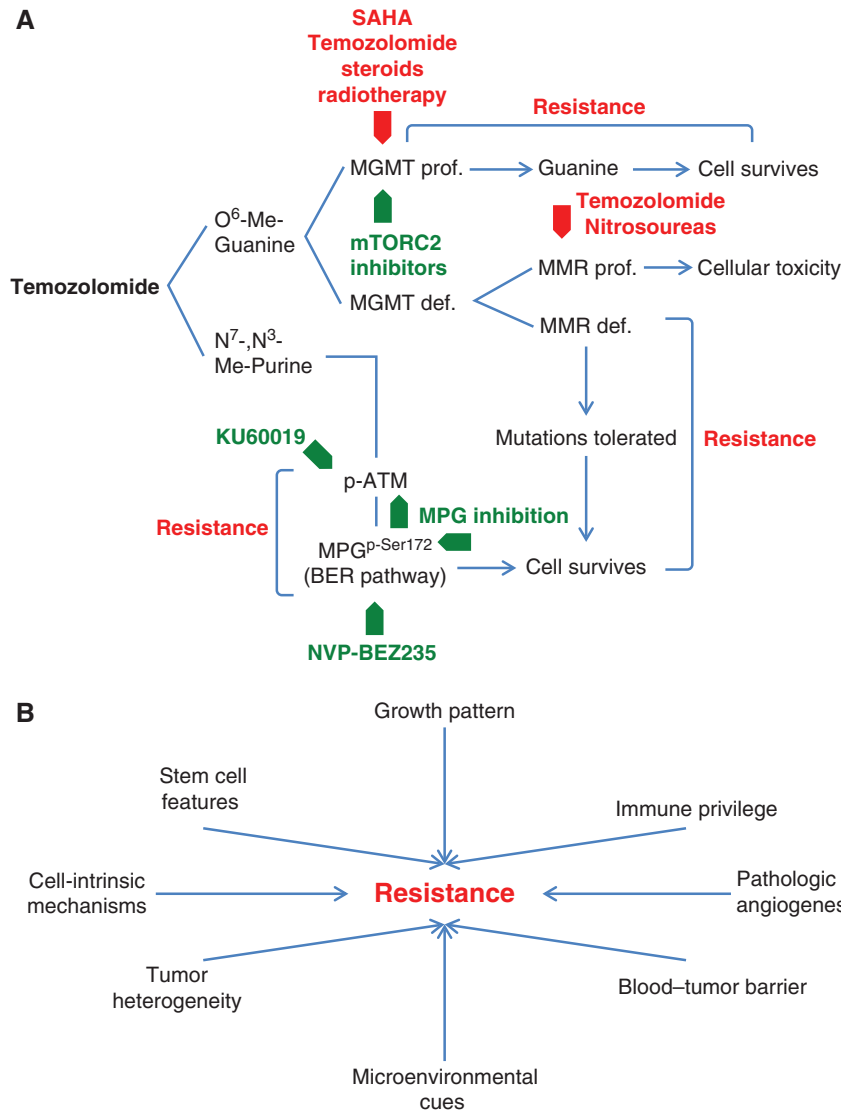 A
SAHA
Temozolomide
steroids
radiotherapy
Resistance
MGMT prof.
Guanine
Cell survives
O⁶-Me-
Guanine
mTORC2
inhibitors
Temozolomide
Nitrosoureas
Temozolomide
MMR prof.
Cellular toxicity
MGMT def.
MMR def.
N⁷-,N³-
Me-Purine
KU60019
Mutations tolerated
Resistance
p-ATM
Resistance
MPG inhibition
MPGᵖ⁻ˢᵉʳ¹⁷²
(BER pathway)
Cell survives
NVP-BEZ235
B
Growth pattern
Stem cell
features
Immune privilege
Cell-intrinsic
mechanisms
Resistance
Pathologic
angiogenes
Tumor
heterogeneity
Blood–tumor barrier
Microenvironmental
cues